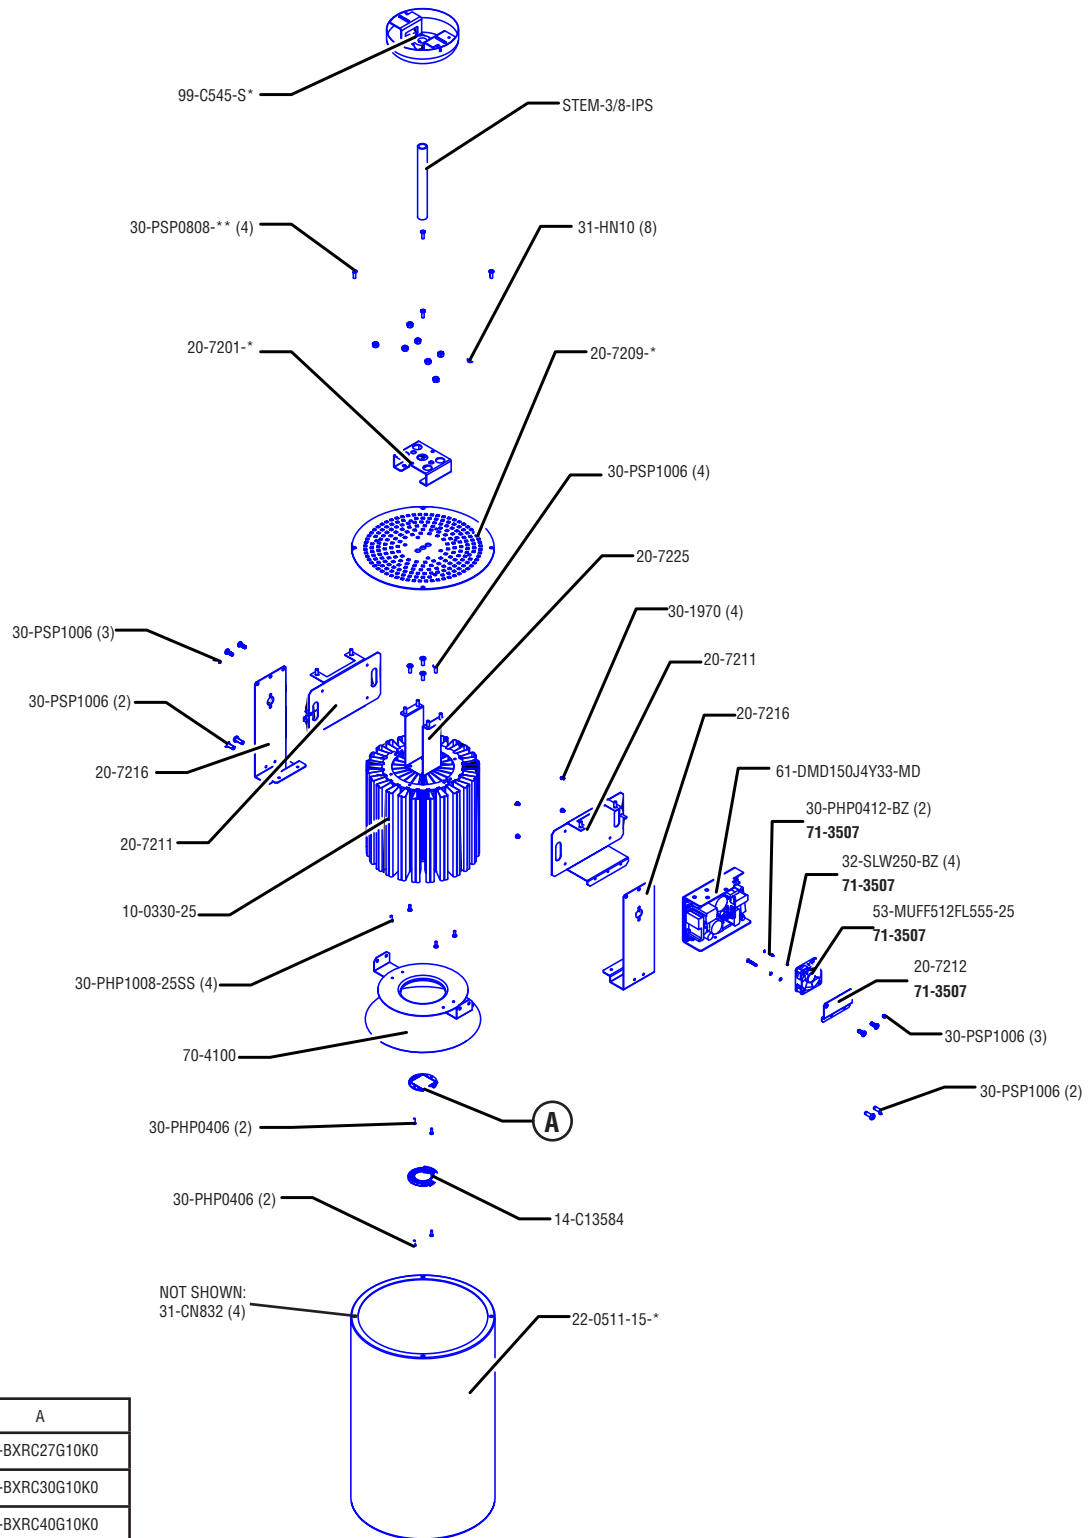 99-C545-S*
STEM-3/8-IPS
30-PSP0808-** (4)
31-HN10 (8)
20-7201-*
20-7209-*
30-PSP1006 (4)
20-7225
30-1970 (4)
30-PSP1006 (3)
20-7211
30-PSP1006 (2)
20-7216
20-7216
61-DMD150J4Y33-MD
30-PHP0412-BZ (2)
71-3507
20-7211
32-SLW250-BZ (4)
71-3507
10-0330-25
53-MUFF512FL555-25
71-3507
20-7212
71-3507
30-PHP1008-25SS (4)
30-PSP1006 (3)
70-4100
30-PSP1006 (2)
A
30-PHP0406 (2)
30-PHP0406 (2)
14-C13584
NOT SHOWN:
31-CN832 (4)
22-0511-15-*
A
-BXRC27G10K0
-BXRC30G10K0
-BXRC40G10K0